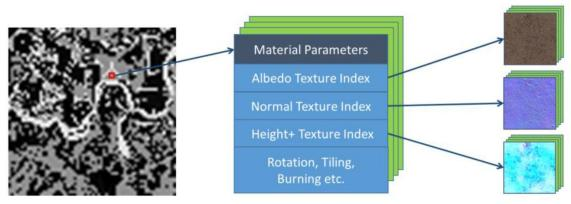 Material Parameters
Albedo Texture Index
Normal Texture Index
Height+ Texture Index
Rotation, Tiling,
Burning etc.